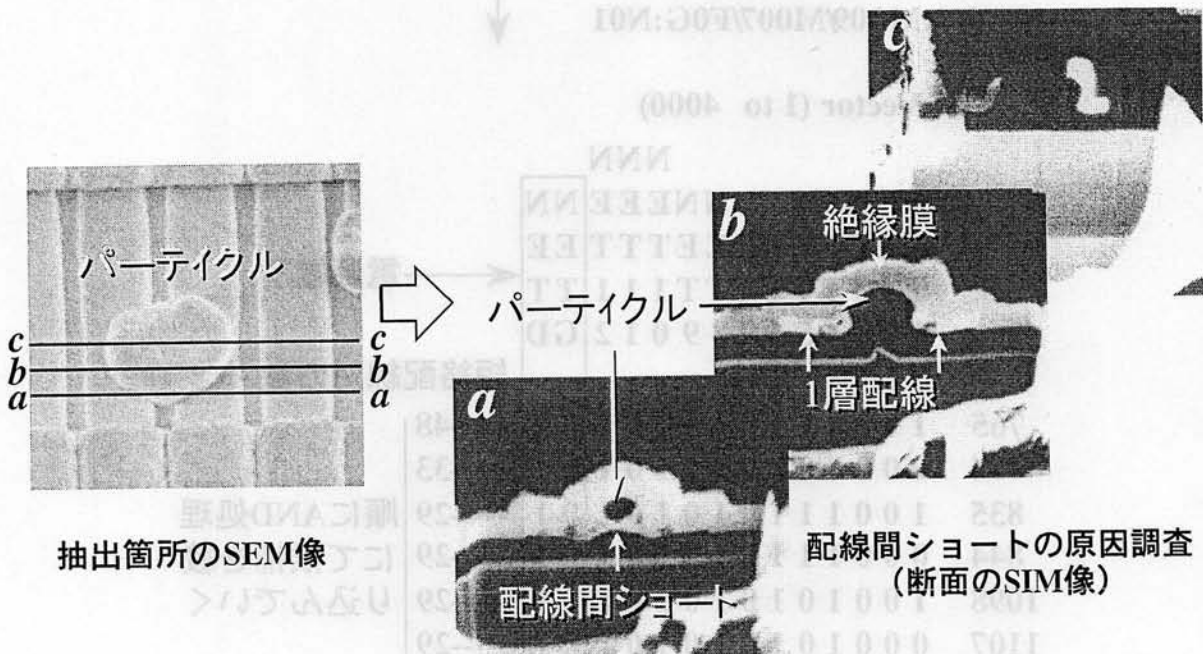 パーティクル
c c
b b
a a
抽出箇所のSEM像
パーティクル
a
配線間ショート
b
絶縁膜
1層配線
c
配線間ショートの原因調査
(断面のSIM像)